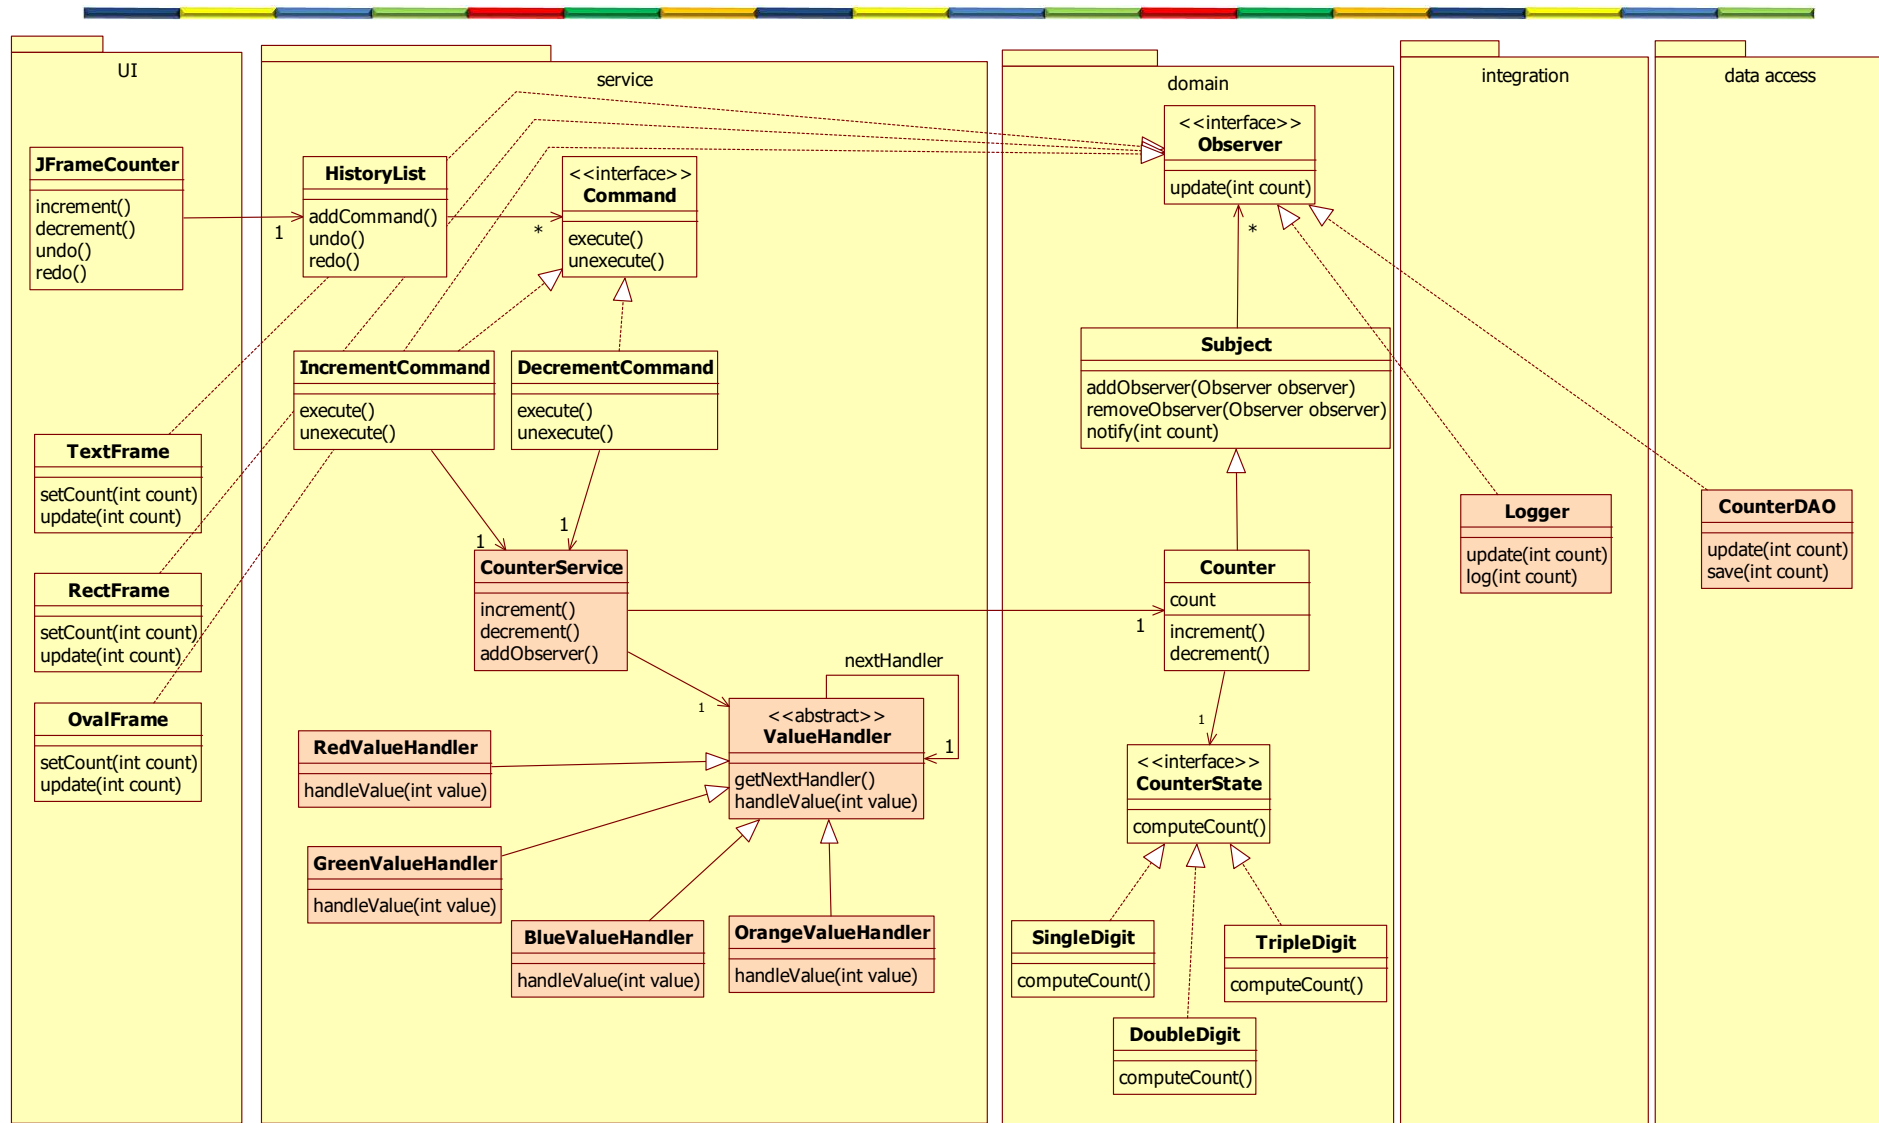 UI
JFrameCounter
increment()
decrement()
undo()
redo()
1
TextFrame
setCount(int count)
update(int count)
RectFrame
setCount(int count)
update(int count)
OvalFrame
setCount(int count)
update(int count)
service
HistoryList
addCommand()
undo()
redo()
*
<<interface>>
Command
execute()
unexecute()
IncrementCommand
execute()
unexecute()
DecrementCommand
execute()
unexecute()
1
1
CounterService
increment()
decrement()
addObserver()
1
nextHandler
1
<<abstract>>
ValueHandler
getNextHandler()
handleValue(int value)
RedValueHandler
handleValue(int value)
GreenValueHandler
handleValue(int value)
BlueValueHandler
handleValue(int value)
OrangeValueHandler
handleValue(int value)
domain
<<interface>>
Observer
update(int count)
*
Subject
addObserver(Observer observer)
removeObserver(Observer observer)
notify(int count)
Counter
count
increment()
decrement()
1
1
<<interface>>
CounterState
computeCount()
SingleDigit
computeCount()
TripleDigit
computeCount()
DoubleDigit
computeCount()
integration
Logger
update(int count)
log(int count)
data access
CounterDAO
update(int count)
save(int count)